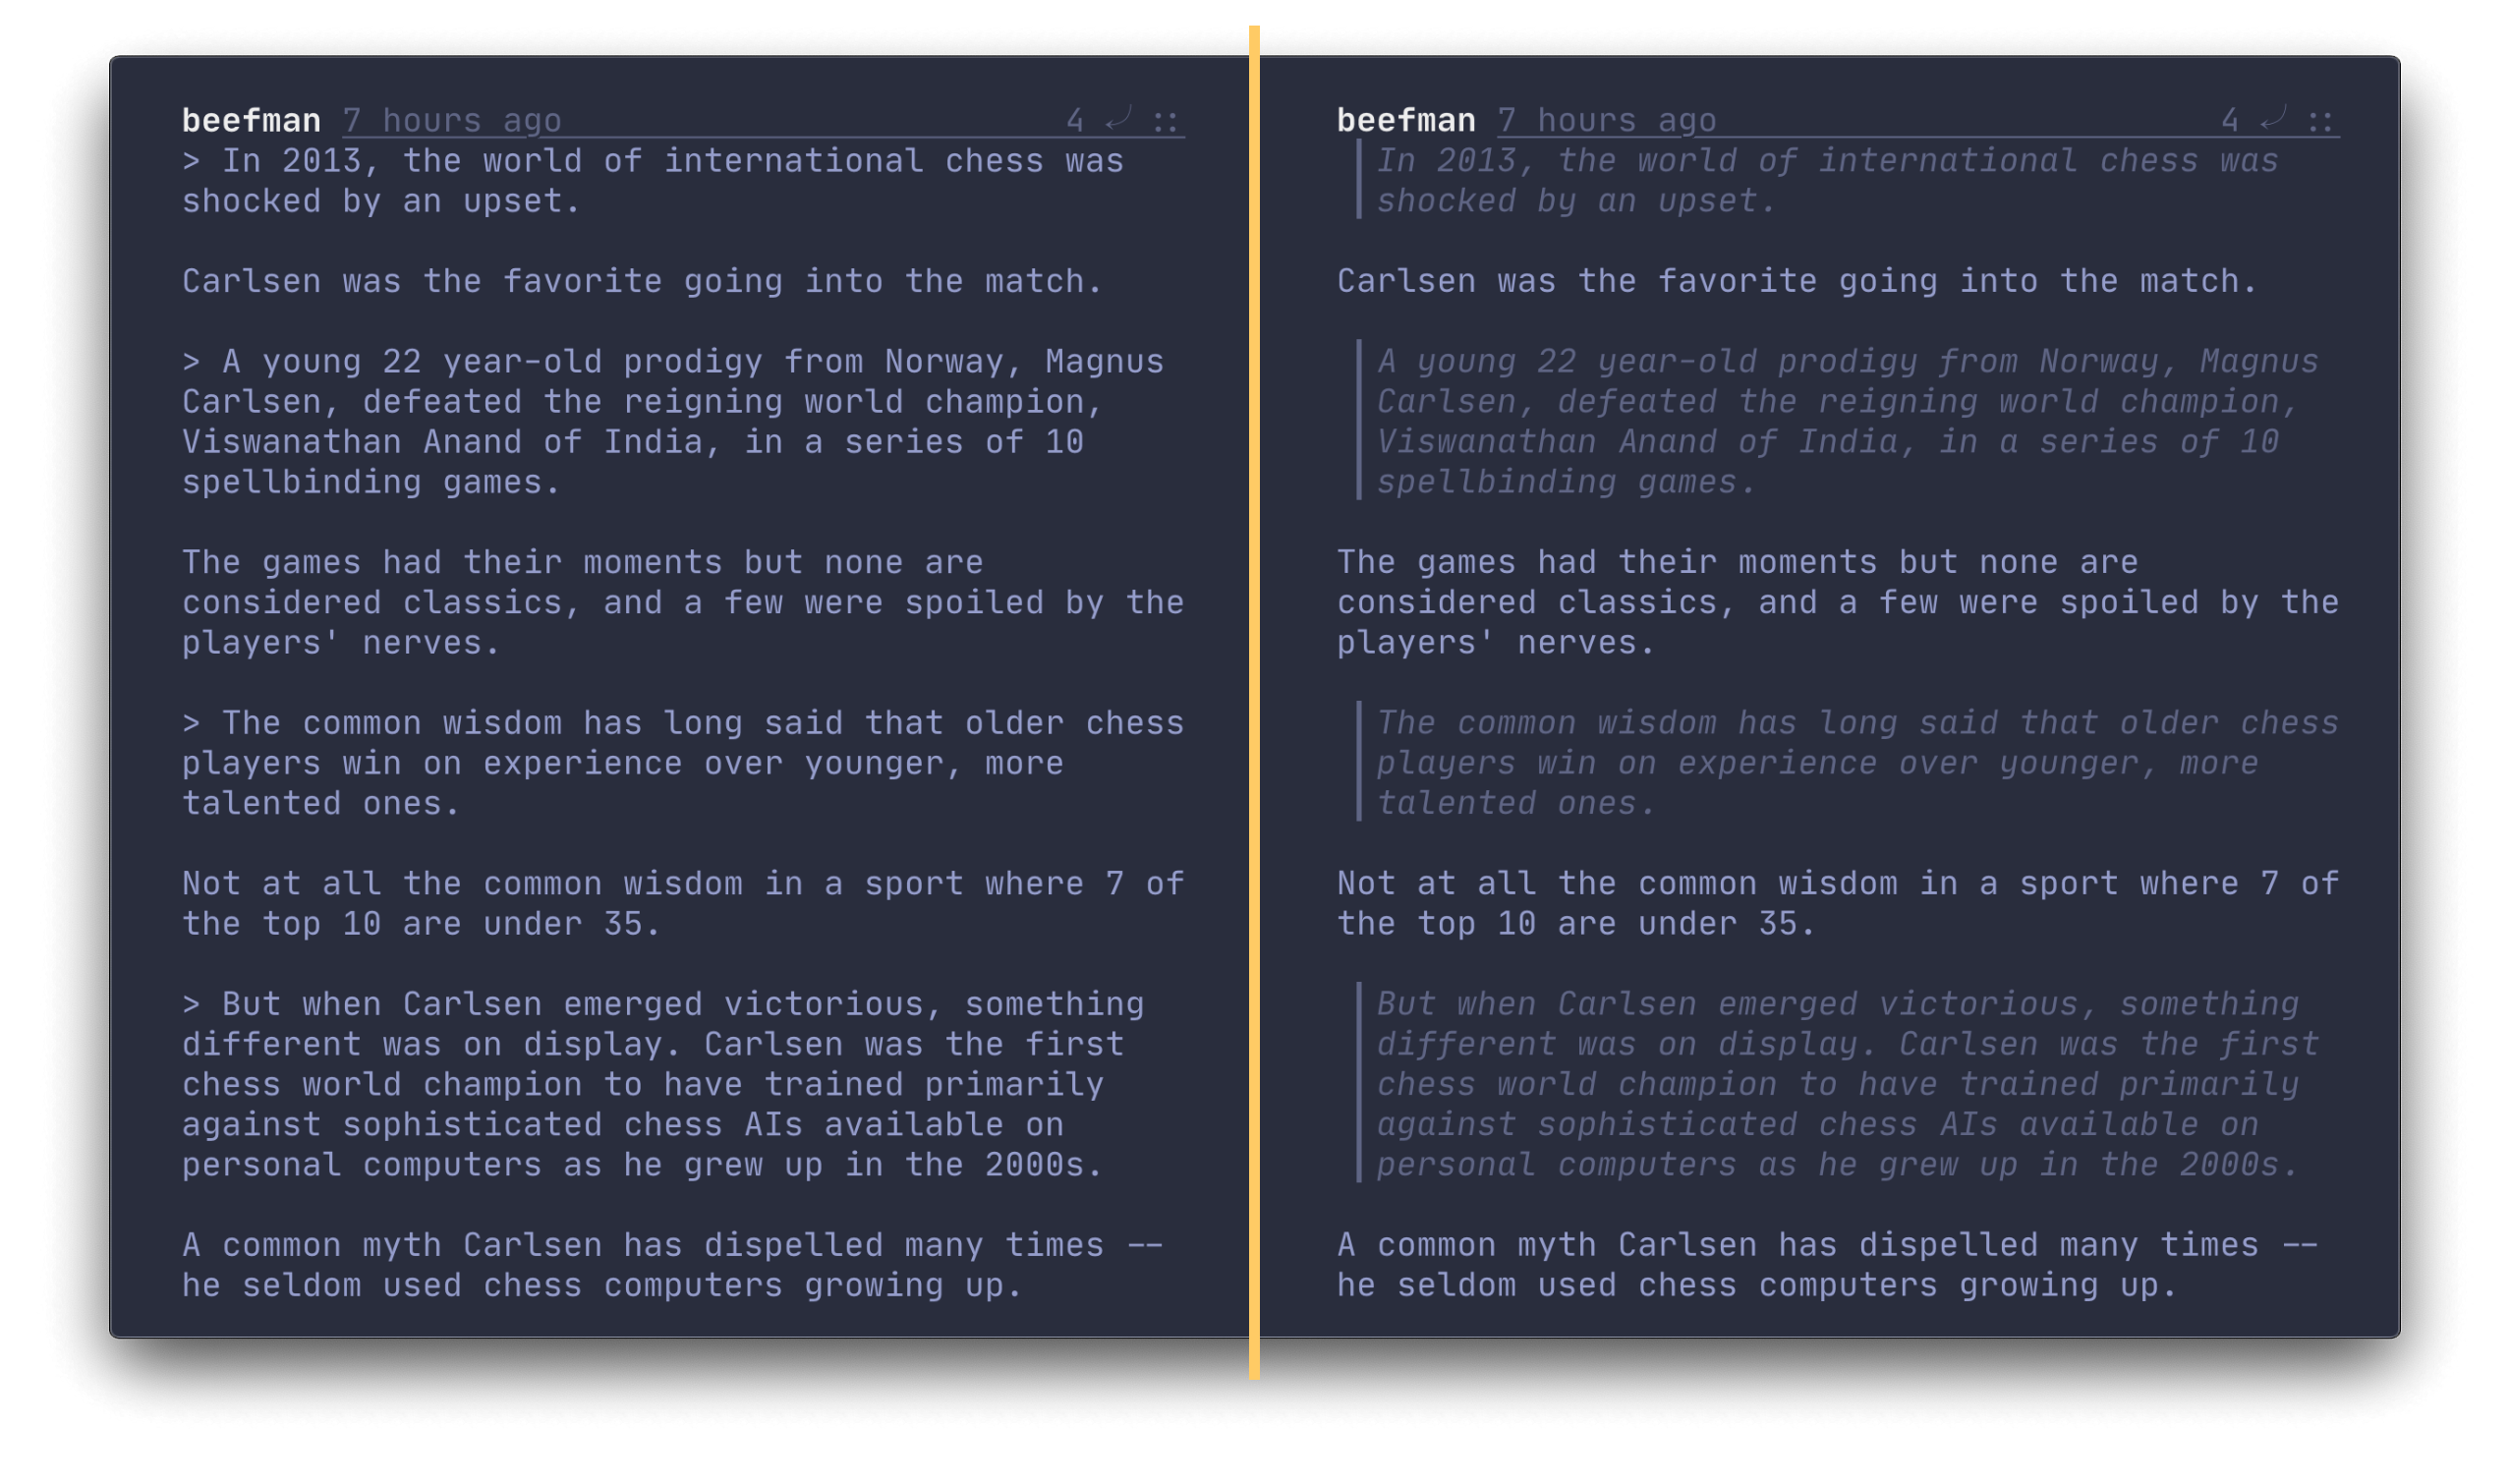 beefman 7 hours ago 4 ⤶ ::
> In 2013, the world of international chess was
shocked by an upset.
Carlsen was the favorite going into the match.
> A young 22 year-old prodigy from Norway, Magnus
Carlsen, defeated the reigning world champion,
Viswanathan Anand of India, in a series of 10
spellbinding games.
The games had their moments but none are
considered classics, and a few were spoiled by the
players' nerves.
> The common wisdom has long said that older chess
players win on experience over younger, more
talented ones.
Not at all the common wisdom in a sport where 7 of
the top 10 are under 35.
> But when Carlsen emerged victorious, something
different was on display. Carlsen was the first
chess world champion to have trained primarily
against sophisticated chess AIs available on
personal computers as he grew up in the 2000s.
A common myth Carlsen has dispelled many times --
he seldom used chess computers growing up.
beefman 7 hours ago 4 ⤶ ::
In 2013, the world of international chess was
shocked by an upset.
Carlsen was the favorite going into the match.
A young 22 year-old prodigy from Norway, Magnus
Carlsen, defeated the reigning world champion,
Viswanathan Anand of India, in a series of 10
spellbinding games.
The games had their moments but none are
considered classics, and a few were spoiled by the
players' nerves.
The common wisdom has long said that older chess
players win on experience over younger, more
talented ones.
Not at all the common wisdom in a sport where 7 of
the top 10 are under 35.
But when Carlsen emerged victorious, something
different was on display. Carlsen was the first
chess world champion to have trained primarily
against sophisticated chess AIs available on
personal computers as he grew up in the 2000s.
A common myth Carlsen has dispelled many times --
he seldom used chess computers growing up.